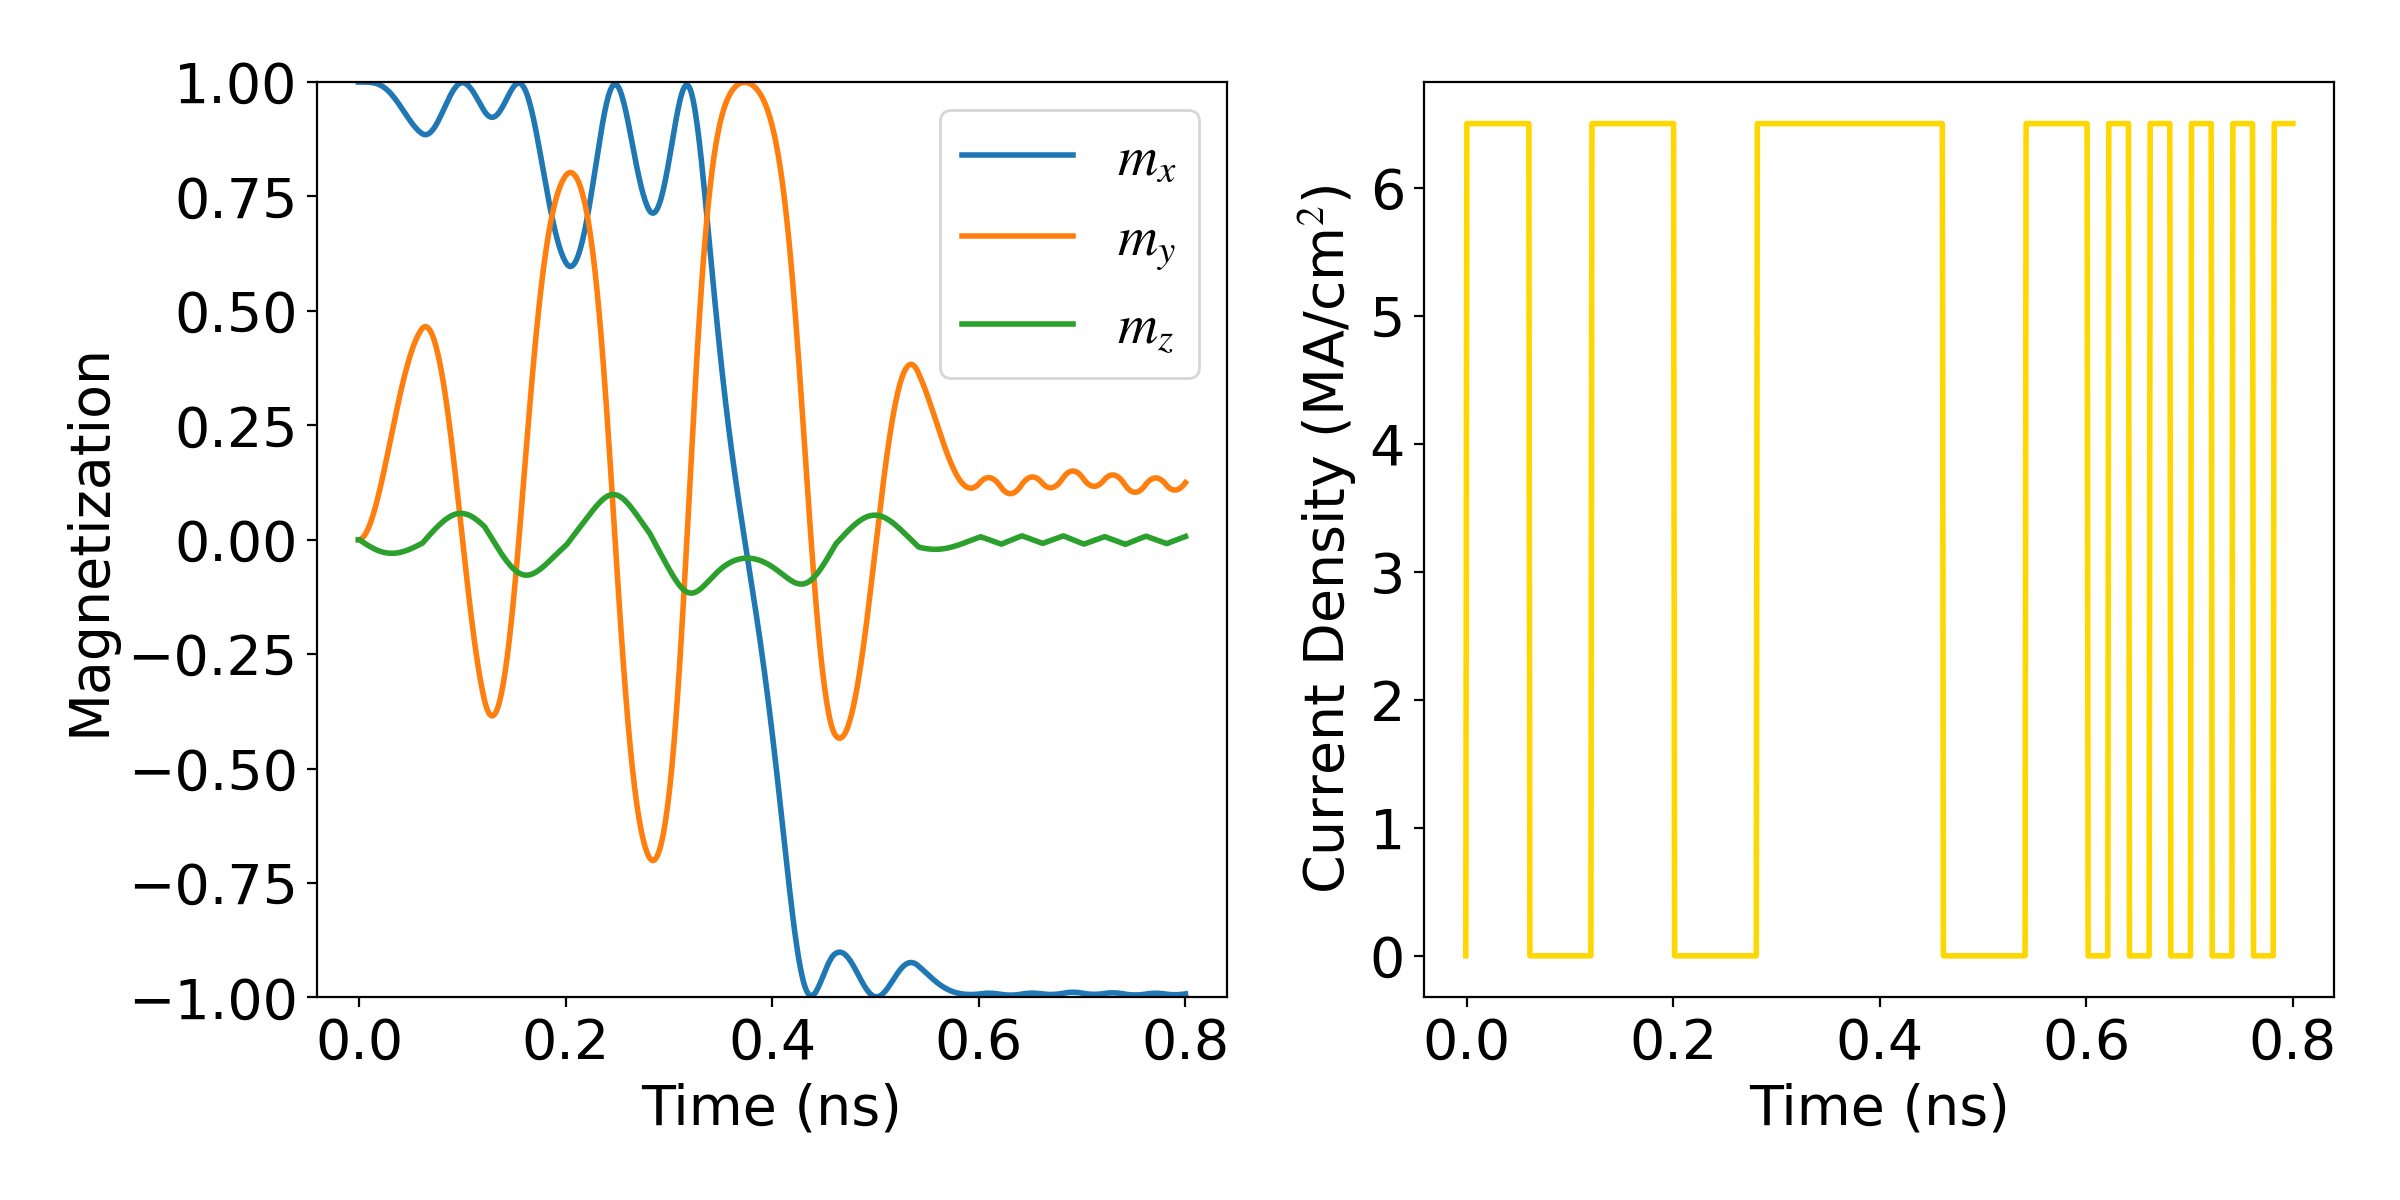 Magnetization
1.00
0.75
0.50
0.25
0.00
−0.25
−0.50
−0.75
−1.00
0.0 0.2 0.4 0.6 0.8
Time (ns)
m_x
m_y
m_z
Current Density (MA/cm²)
6
5
4
3
2
1
0
0.0 0.2 0.4 0.6 0.8
Time (ns)